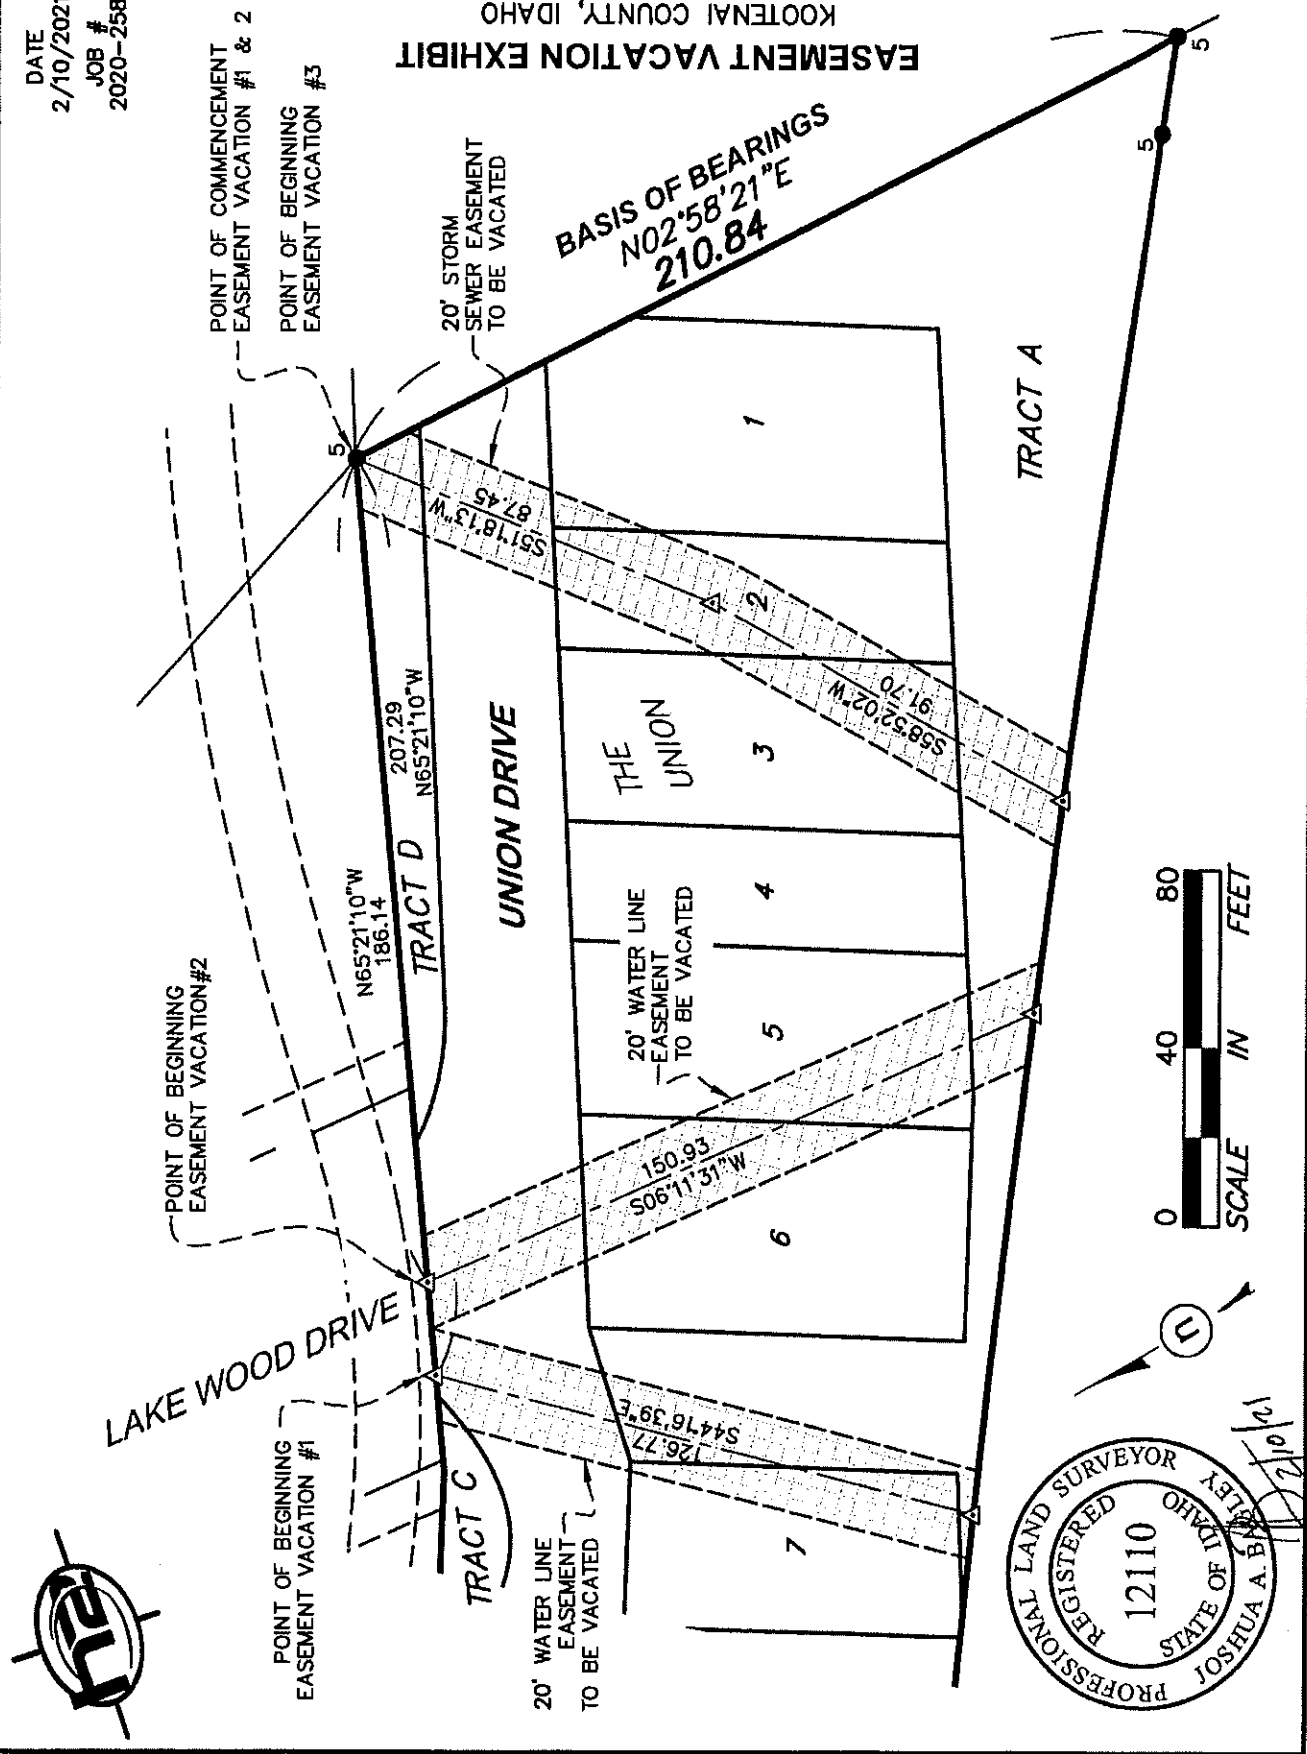 DATE
2/10/2021
JOB #
2020-258
EASEMENT VACATION EXHIBIT
KOOTENAI COUNTY, IDAHO
POINT OF COMMENCEMENT
EASEMENT VACATION #1 & 2
POINT OF BEGINNING
EASEMENT VACATION #3
20' STORM
SEWER EASEMENT
TO BE VACATED
BASIS OF BEARINGS
N02°58'21"E
210.84
5
5
5
S51°18'13"W
87.45
S58°52'02"W
91.70
1
2
3
4
5
6
7
TRACT A
THE
UNION
UNION DRIVE
207.29
N65°21'10"W
TRACT D
N65°21'10"W
186.14
POINT OF BEGINNING
EASEMENT VACATION#2
20' WATER LINE
EASEMENT
TO BE VACATED
150.93
S06°11'31"W
LAKE WOOD DRIVE
POINT OF BEGINNING
EASEMENT VACATION #1
126.77
S44°16'39"E
TRACT C
20' WATER LINE
EASEMENT
TO BE VACATED
0 40 80
SCALE IN FEET
n
h2
PROFESSIONAL LAND SURVEYOR
REGISTERED
12110
STATE OF IDAHO
JOSHUA A. BAGLEY
2/10/21